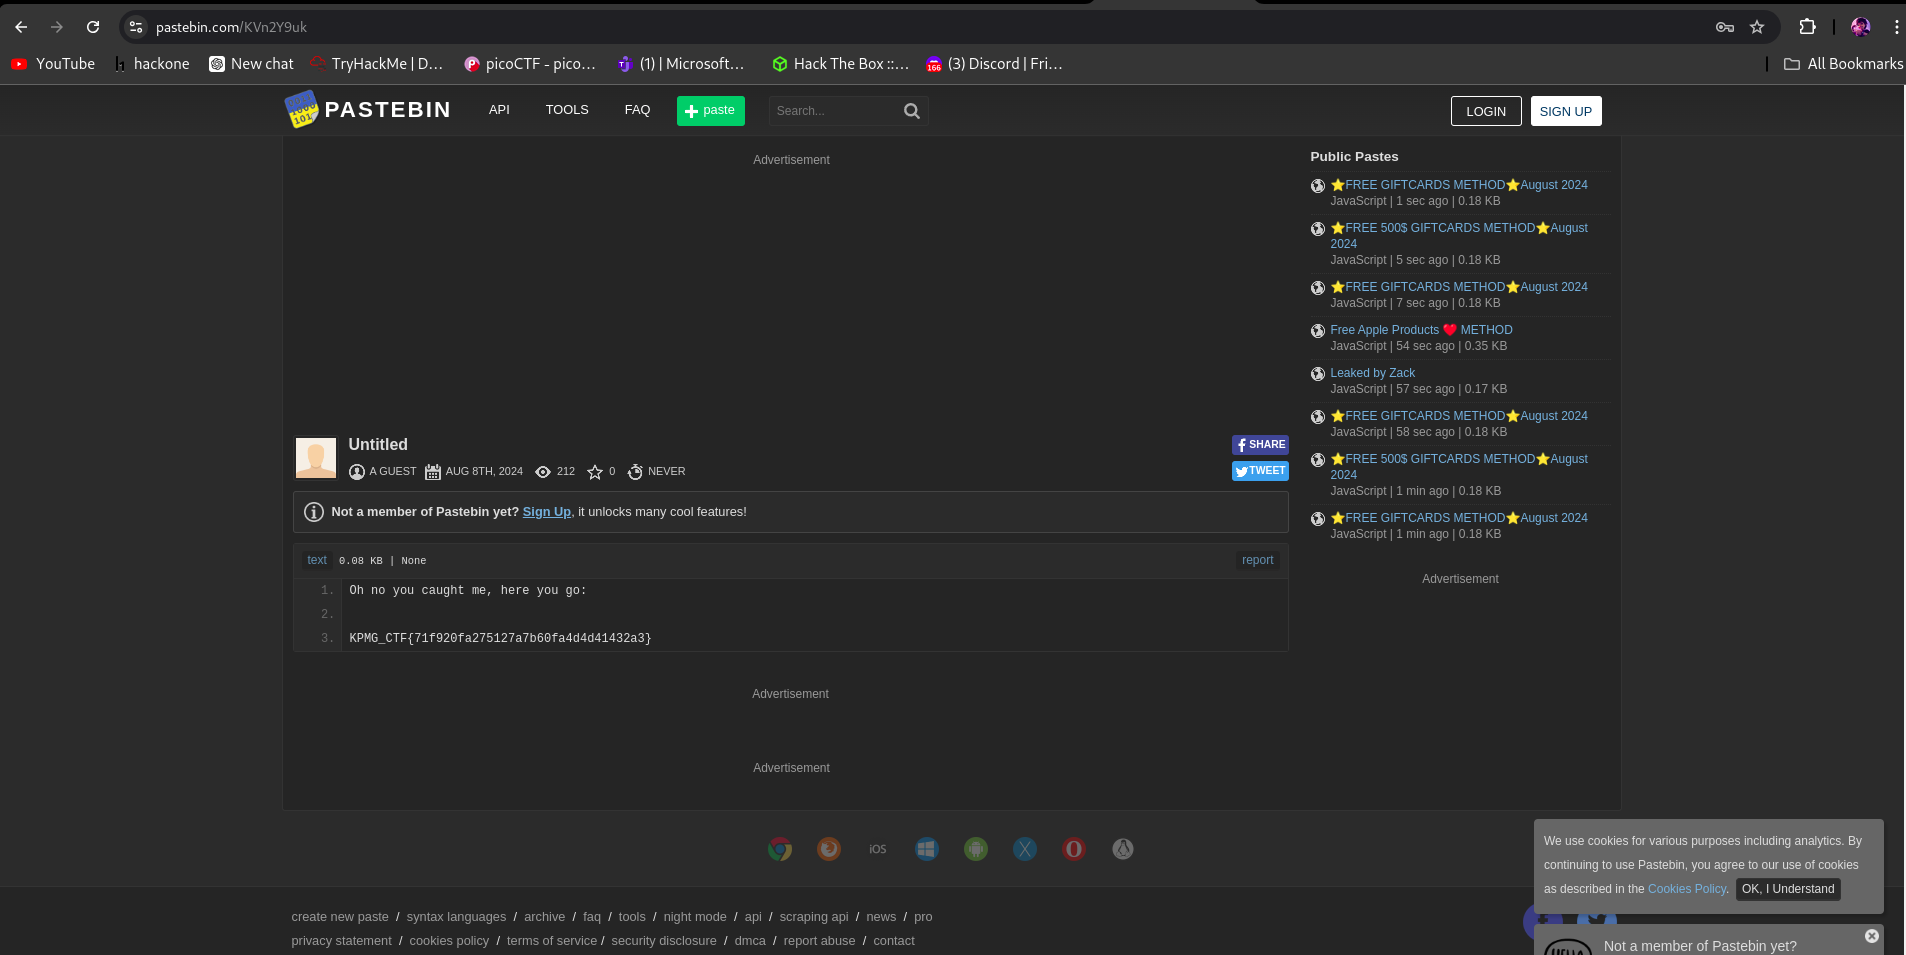 pastebin.com/KVn2Y9uk
YouTube hackone New chat TryHackMe | D... picoCTF - pico... (1) | Microsoft... Hack The Box ::... (3) Discord | Fri... All Bookmarks
PASTEBIN API TOOLS FAQ paste Search... LOGIN SIGN UP
Advertisement
Untitled
A GUEST AUG 8TH, 2024 212 0 NEVER
SHARE
TWEET
Not a member of Pastebin yet? Sign Up, it unlocks many cool features!
text 0.08 KB | None report
1. Oh no you caught me, here you go:
2.
3. KPMG_CTF{71f920fa275127a7b60fa4d4d41432a3}
Advertisement
Advertisement
Public Pastes
⭐FREE GIFTCARDS METHOD⭐August 2024
JavaScript | 1 sec ago | 0.18 KB
⭐FREE 500$ GIFTCARDS METHOD⭐August
2024
JavaScript | 5 sec ago | 0.18 KB
⭐FREE GIFTCARDS METHOD⭐August 2024
JavaScript | 7 sec ago | 0.18 KB
Free Apple Products ❤️ METHOD
JavaScript | 54 sec ago | 0.35 KB
Leaked by Zack
JavaScript | 57 sec ago | 0.17 KB
⭐FREE GIFTCARDS METHOD⭐August 2024
JavaScript | 58 sec ago | 0.18 KB
⭐FREE 500$ GIFTCARDS METHOD⭐August
2024
JavaScript | 1 min ago | 0.18 KB
⭐FREE GIFTCARDS METHOD⭐August 2024
JavaScript | 1 min ago | 0.18 KB
Advertisement
iOS
create new paste / syntax languages / archive / faq / tools / night mode / api / scraping api / news / pro
privacy statement / cookies policy / terms of service / security disclosure / dmca / report abuse / contact
We use cookies for various purposes including analytics. By
continuing to use Pastebin, you agree to our use of cookies
as described in the Cookies Policy. OK, I Understand
Not a member of Pastebin yet?